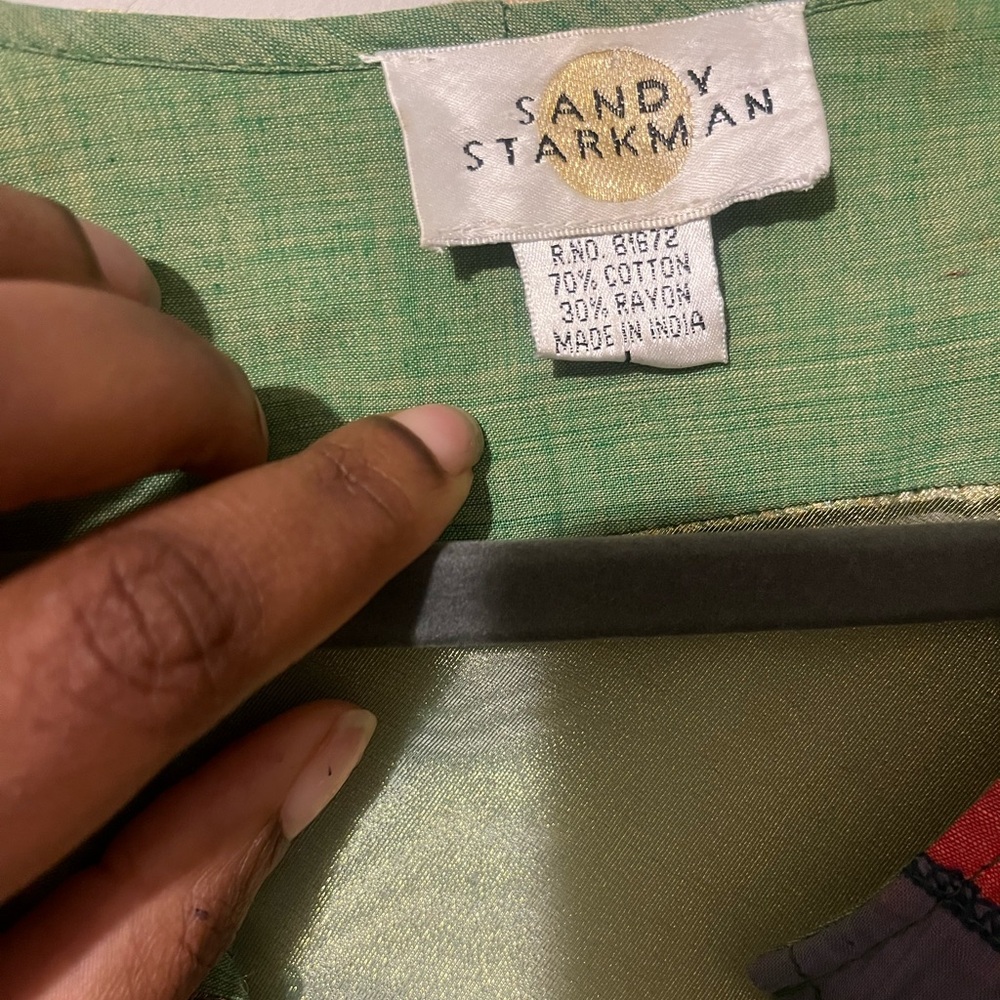 SANDY
STARKMAN
R.NO. 81672
70% COTTON
30% RAYON
MADE IN INDIA